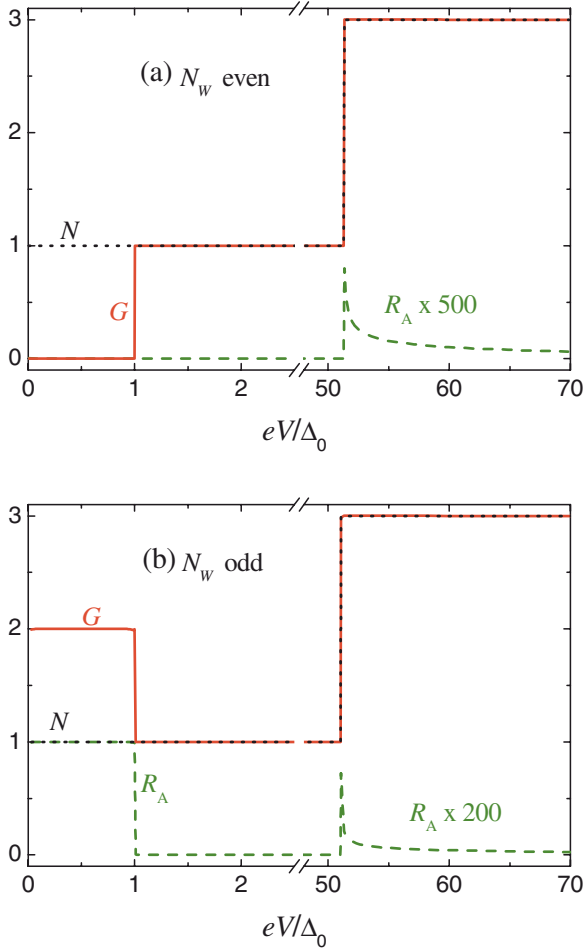 3
(a) N_W even
2
N
1
G
R_A x 500
0
0 1 2 50 60 70
eV/Δ_0
3
(b) N_W odd
G
2
N
1
R_A
R_A x 200
0
0 1 2 50 60 70
eV/Δ_0